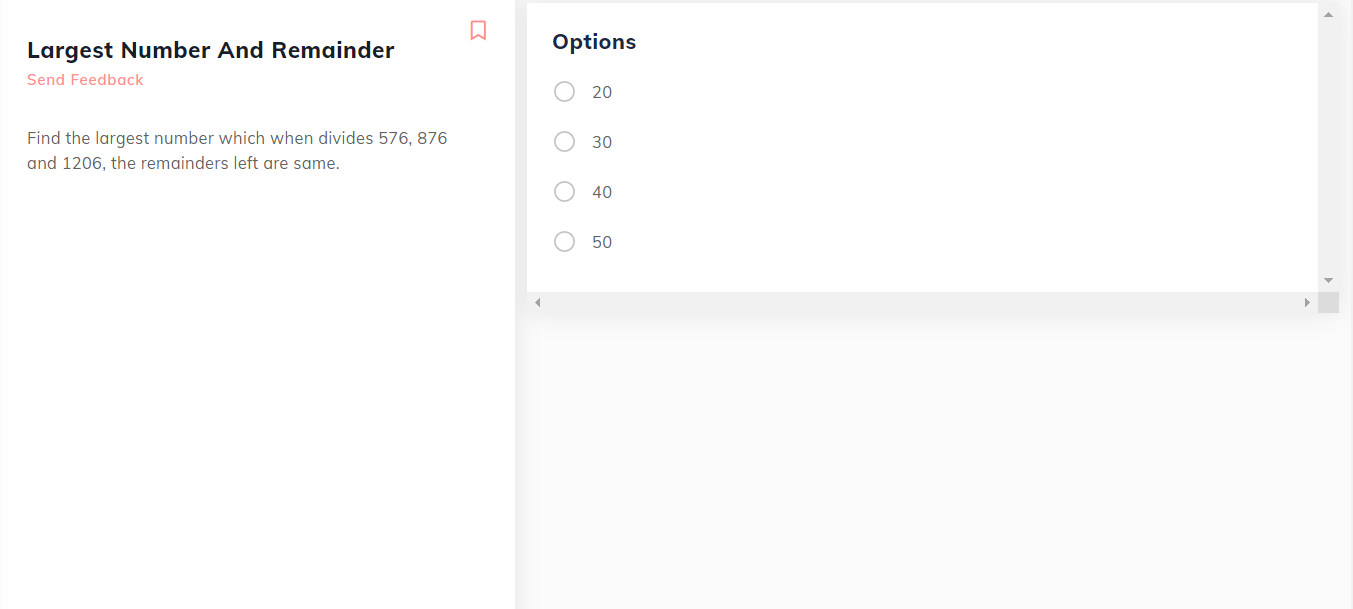 Largest Number And Remainder
Send Feedback
Find the largest number which when divides 576, 876
and 1206, the remainders left are same.
Options
20
30
40
50